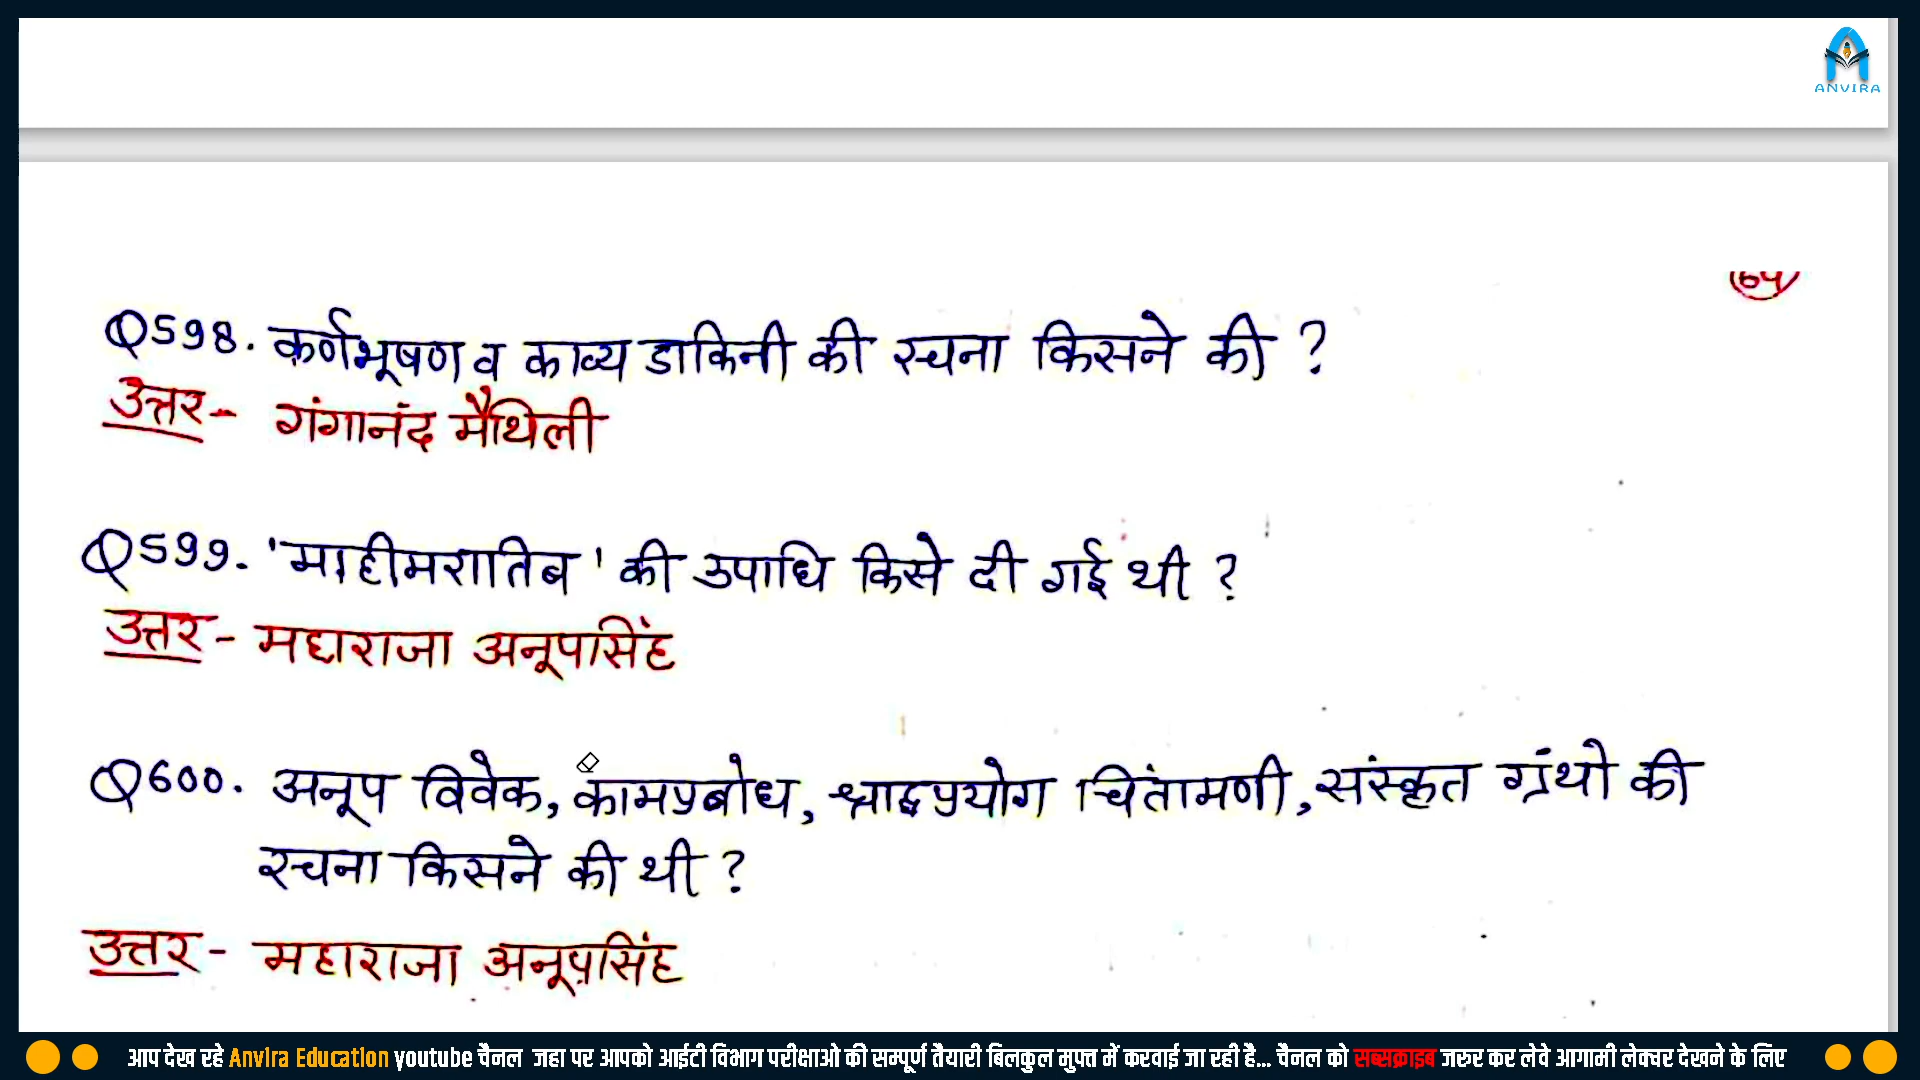 ANVIRA
Q598. कर्णभूषण व काव्य डाकिनी की रचना किसने की ?
उत्तर- गंगानंद मैथिली
Q599. 'माहीमरातिब' की उपाधि किसे दी गई थी ?
उत्तर- महाराजा अनूपसिंह
Q600. अनूप विवेक, कामप्रबोध, श्राद्धप्रयोग चिंतामणी, संस्कृत ग्रंथो की
रचना किसने की थी ?
उत्तर- महाराजा अनूपसिंह
आप देख रहे Anvira Education youtube चैनल जहा पर आपको आईटी विभाग परीक्षाओ की सम्पूर्ण तैयारी बिलकुल मुफ्त में करवाई जा रही है... चैनल को सब्सक्राइब जरुर कर लेवे आगामी लेक्चर देखने के लिए